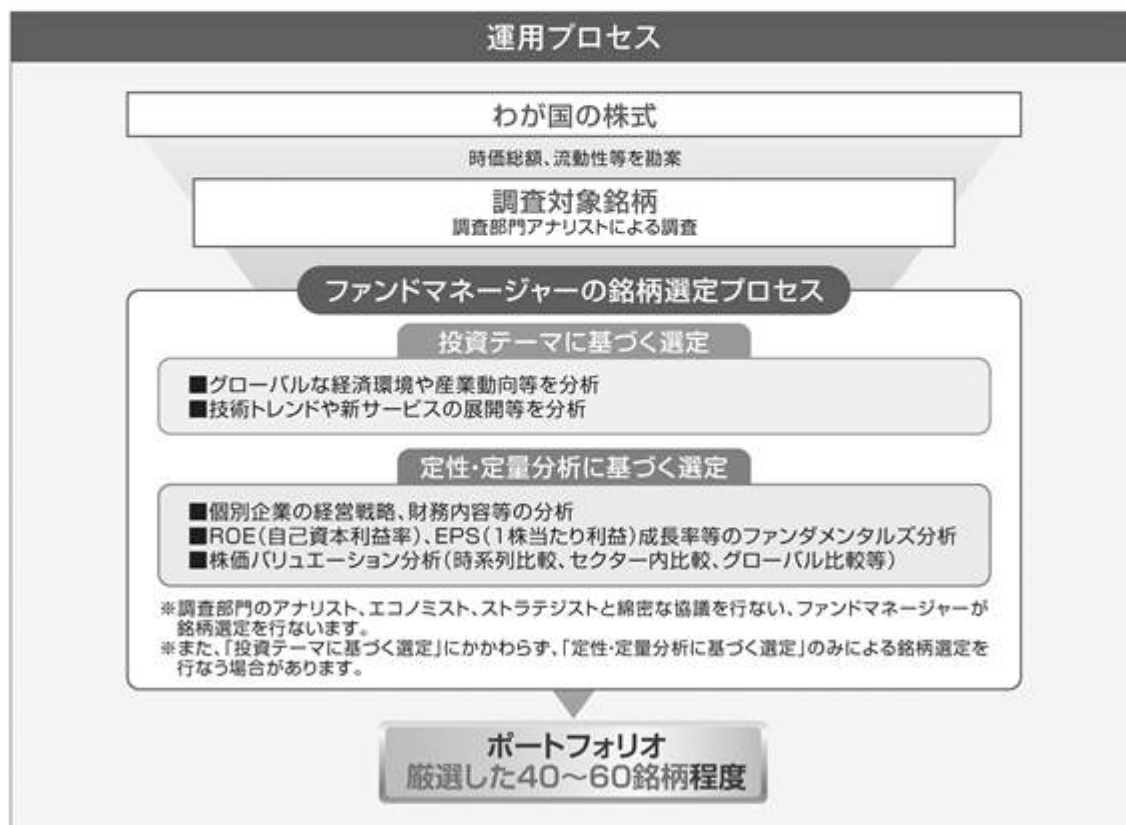 運用プロセス
わが国の株式
時価総額、流動性等を勘案
調査対象銘柄
調査部門アナリストによる調査
ファンドマネージャーの銘柄選定プロセス
投資テーマに基づく選定
■グローバルな経済環境や産業動向等を分析
■技術トレンドや新サービスの展開等を分析
定性・定量分析に基づく選定
■個別企業の経営戦略、財務内容等の分析
■ROE(自己資本利益率)、EPS(1株当たり利益)成長率等のファンダメンタルズ分析
■株価バリュエーション分析(時系列比較、セクター内比較、グローバル比較等)
※調査部門のアナリスト、エコノミスト、ストラテジストと綿密な協議を行ない、ファンドマネージャーが
銘柄選定を行ないます。
※また、「投資テーマに基づく選定」にかかわらず、「定性・定量分析に基づく選定」のみによる銘柄選定を
行なう場合があります。
ポートフォリオ
厳選した40〜60銘柄程度